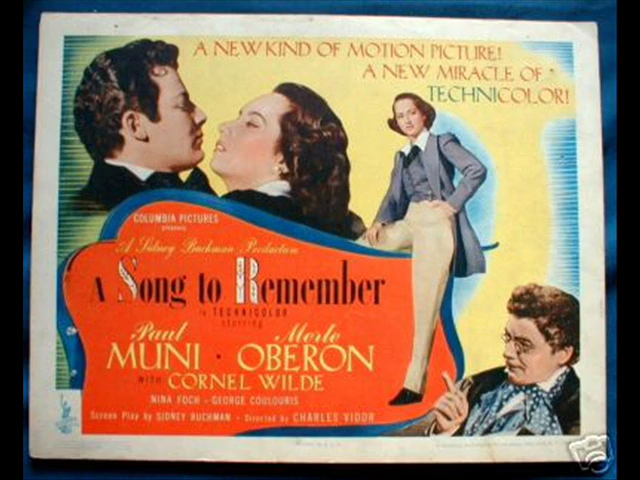 A NEW KIND OF MOTION PICTURE!
A NEW MIRACLE OF
TECHNICOLOR!
COLUMBIA PICTURES
presents
A Sidney Buchman Production
A Song to Remember
in TECHNICOLOR
starring
Paul MUNI · Merle OBERON
with CORNEL WILDE
NINA FOCH - GEORGE COULOURIS
Screen Play by SIDNEY BUCHMAN - Directed by CHARLES VIDOR